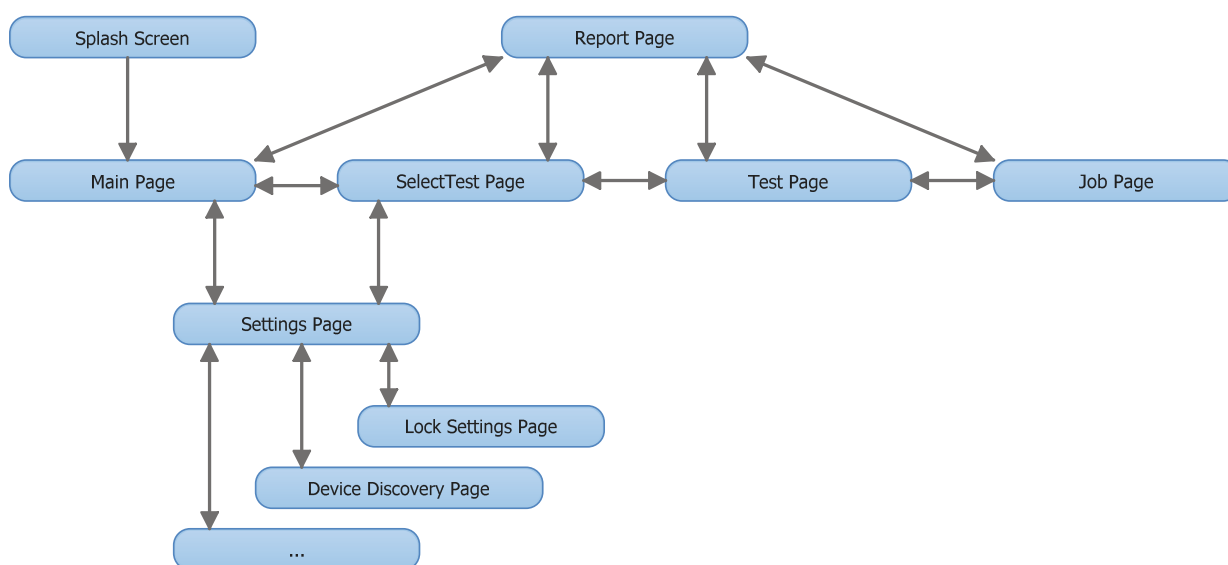 Splash Screen
Report Page
Main Page
SelectTest Page
Test Page
Job Page
Settings Page
Lock Settings Page
Device Discovery Page
...